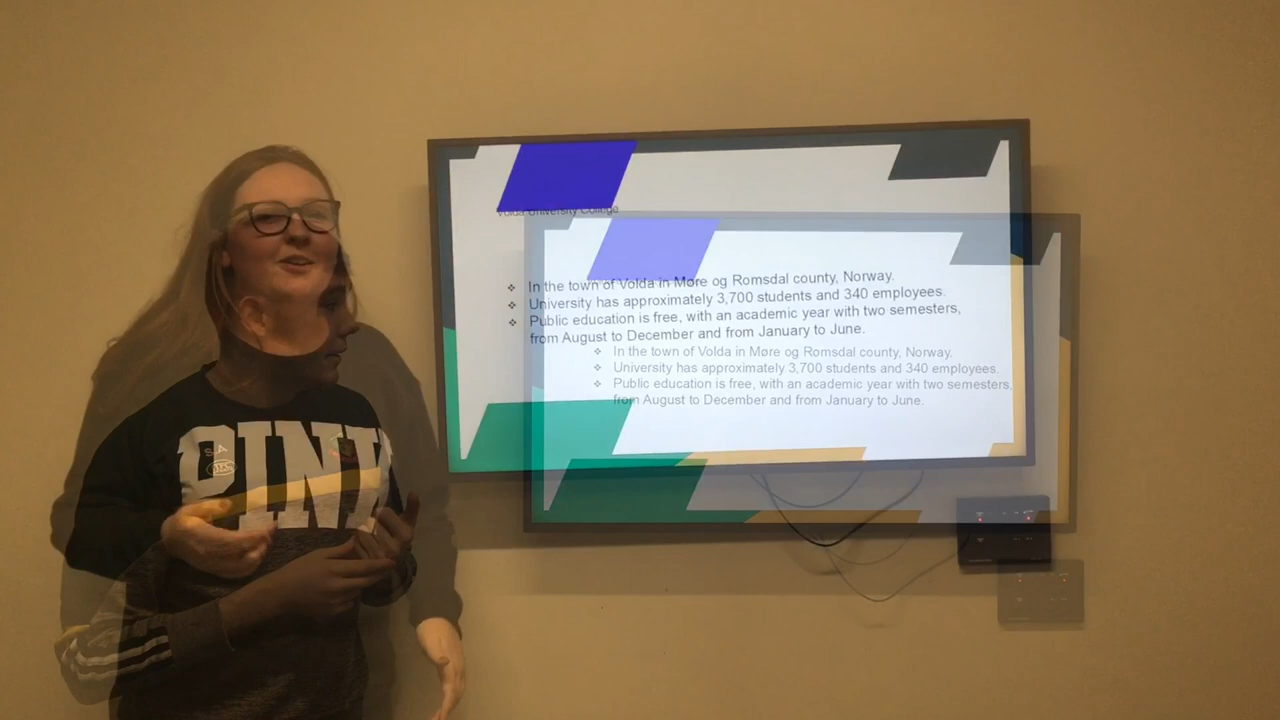 Volda University College
❖ In the town of Volda in Møre og Romsdal county, Norway.
❖ University has approximately 3,700 students and 340 employees.
❖ Public education is free, with an academic year with two semesters,
from August to December and from January to June.
❖ In the town of Volda in Møre og Romsdal county, Norway.
❖ University has approximately 3,700 students and 340 employees.
❖ Public education is free, with an academic year with two semesters,
from August to December and from January to June.
PINK